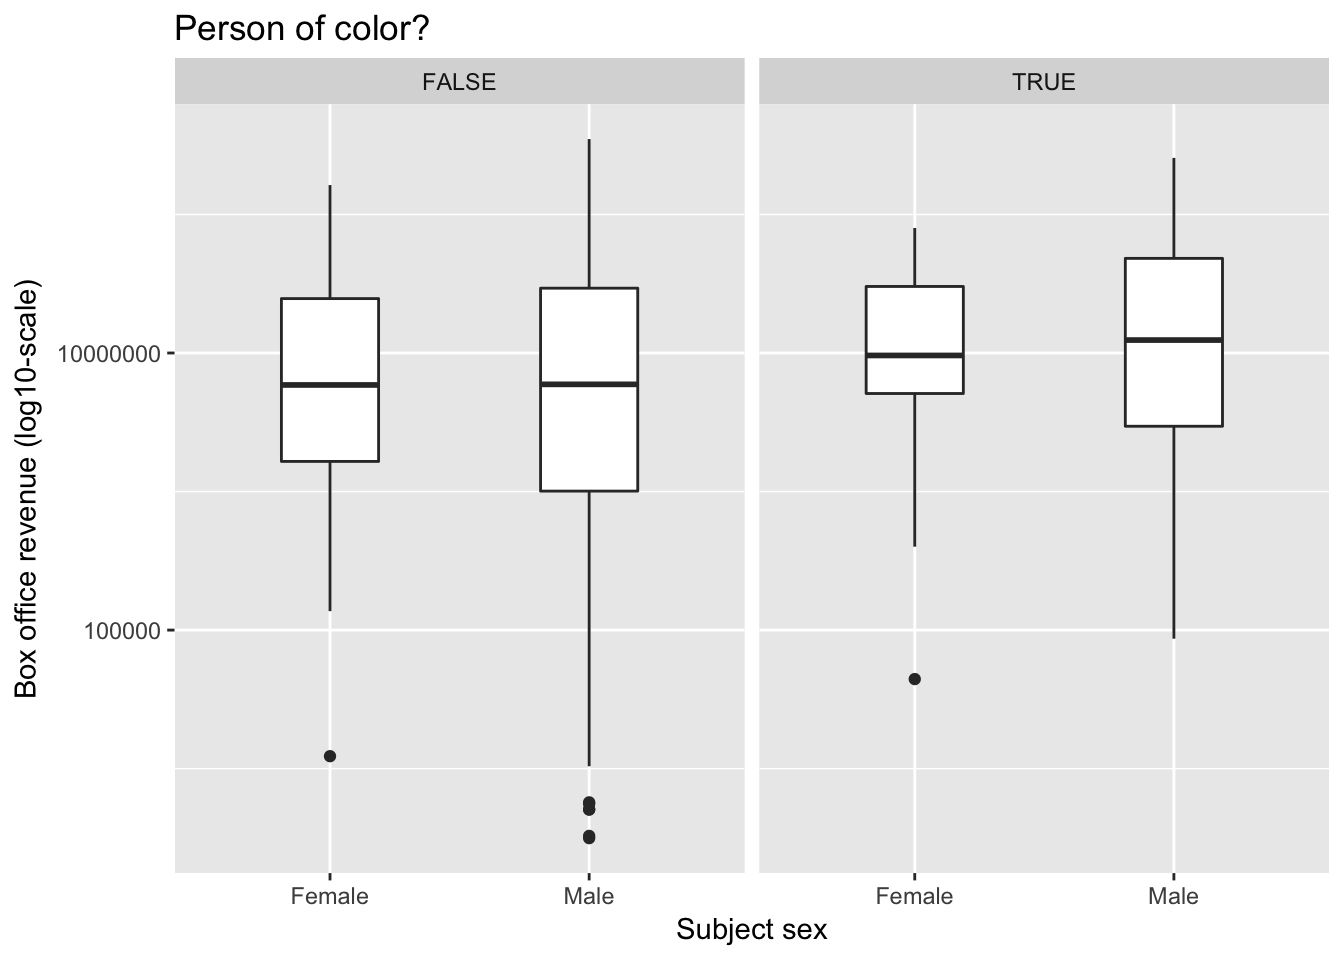 Person of color?
FALSE
TRUE
Box office revenue (log10-scale)
10000000
100000
Female
Male
Female
Male
Subject sex